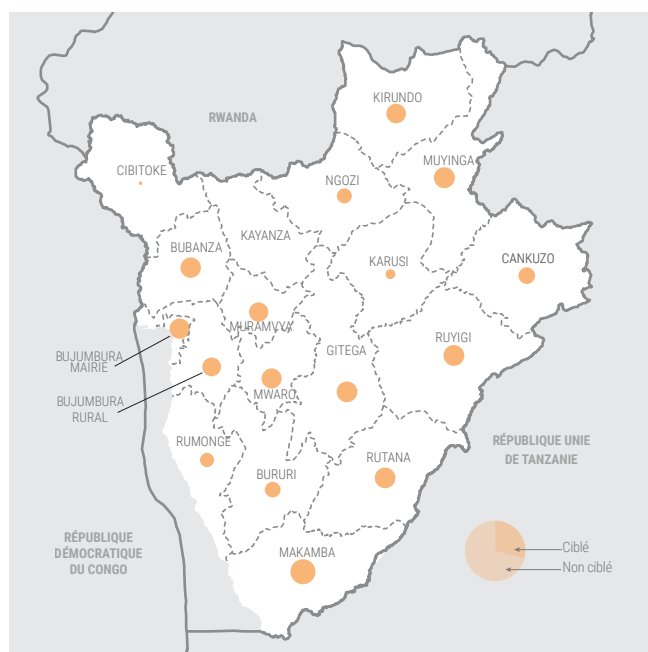 KIRUNDO
RWANDA
MUYINGA
CIBITOKE
NGOZI
KAYANZA
BUBANZA
KARUSI
CANKUZO
MURAMVYA
RUYIGI
GITEGA
BUJUMBURA
MAIRIE
MWARO
BUJUMBURA
RURAL
RUMONGE
RÉPUBLIQUE UNIE
DE TANZANIE
RUTANA
BURURI
RÉPUBLIQUE
DÉMOCRATIQUE
DU CONGO
MAKAMBA
Ciblé
Non ciblé